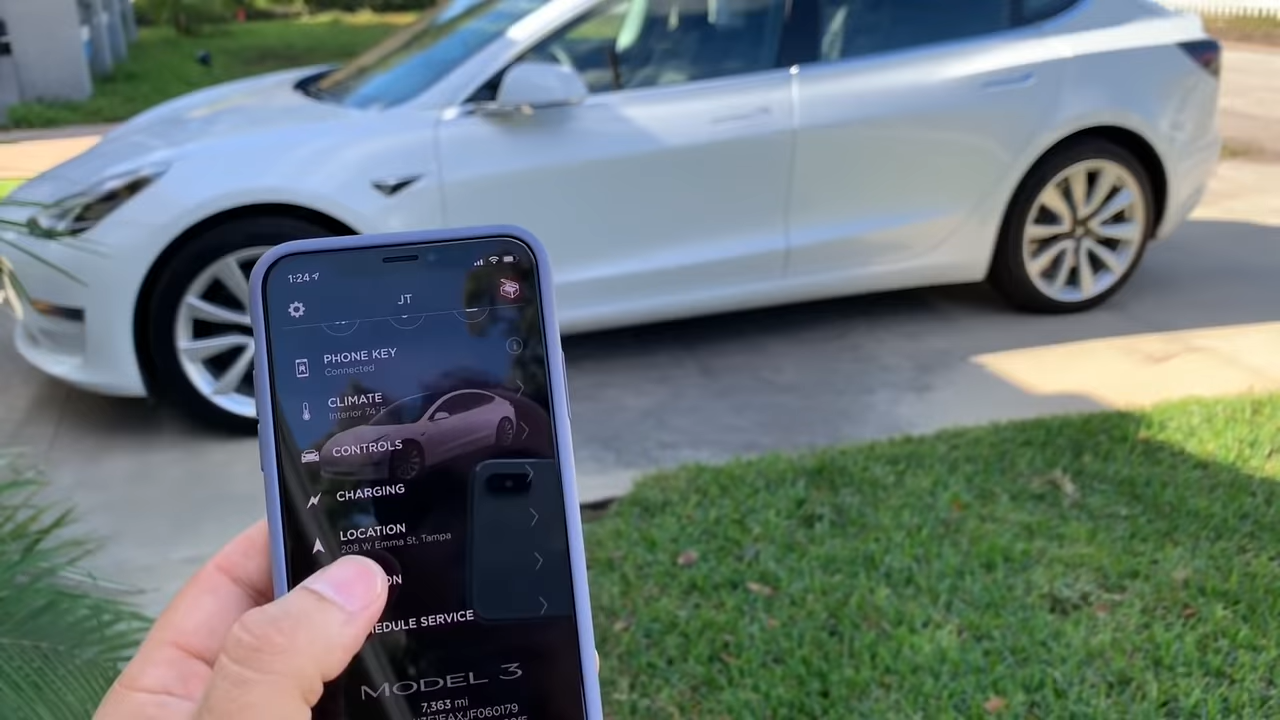 1:24
JT
PHONE KEY
Connected
CLIMATE
Interior 74°F
CONTROLS
CHARGING
LOCATION
208 W Emma St, Tampa
ON
EDULE SERVICE
MODEL 3
7,363 mi